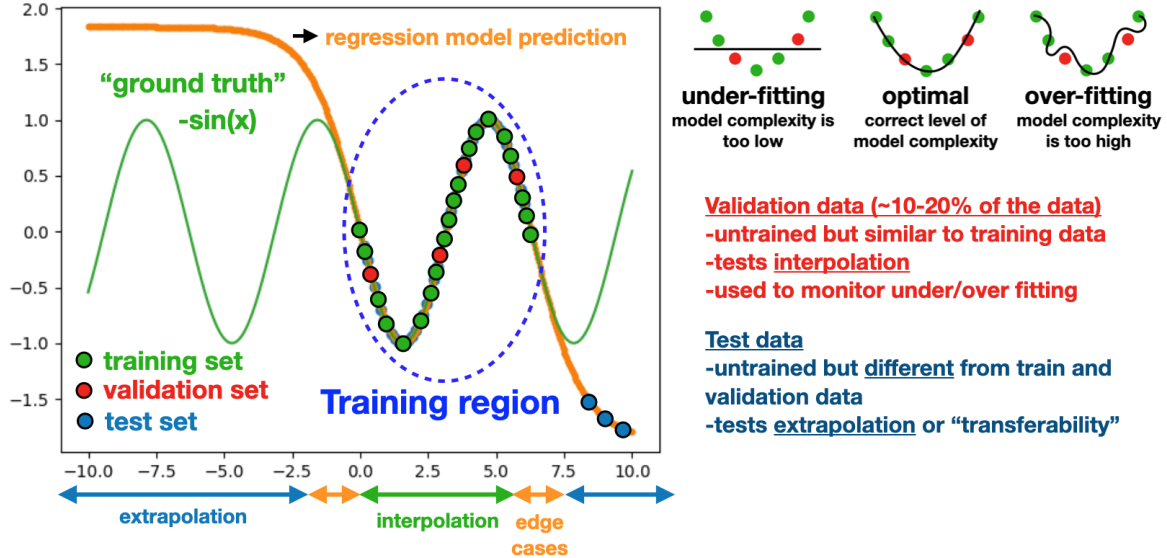 2.0
1.5
1.0
0.5
0.0
−0.5
−1.0
−1.5
−10.0 −7.5 −5.0 −2.5 0.0 2.5 5.0 7.5 10.0
regression model prediction
“ground truth”
-sin(x)
training set
validation set
test set
Training region
extrapolation
interpolation
edge
cases
under-fitting
model complexity is
too low
optimal
correct level of
model complexity
over-fitting
model complexity
is too high
Validation data (~10-20% of the data)
-untrained but similar to training data
-tests interpolation
-used to monitor under/over fitting
Test data
-untrained but different from train and
validation data
-tests extrapolation or “transferability”